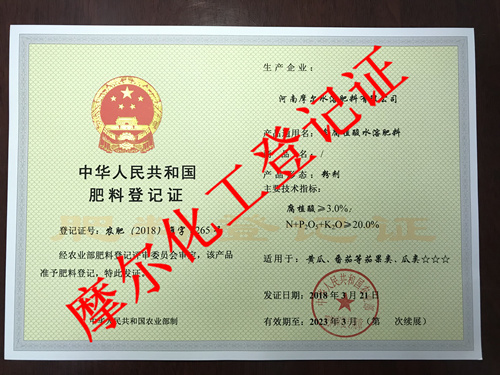 中华人民共和国
肥料登记证
登记证号：农肥（2018）准字 265号
经农业部肥料登记评审委员会审定，该产品
准予肥料登记，特此发证。
中华人民共和国农业部制
生产企业：
河南摩尔水溶肥料有限公司
产品通用名：含腐植酸水溶肥料
产品商品名：/
产品形态：粉剂
主要技术指标：
腐植酸≥3.0%，
N+P₂O₅+K₂O≥20.0%
适用于：黄瓜、番茄等茄果类、瓜类☆☆☆
发证日期：2018年3月21日
有效期至：2023年3月（第 次续展）
摩尔化工登记证